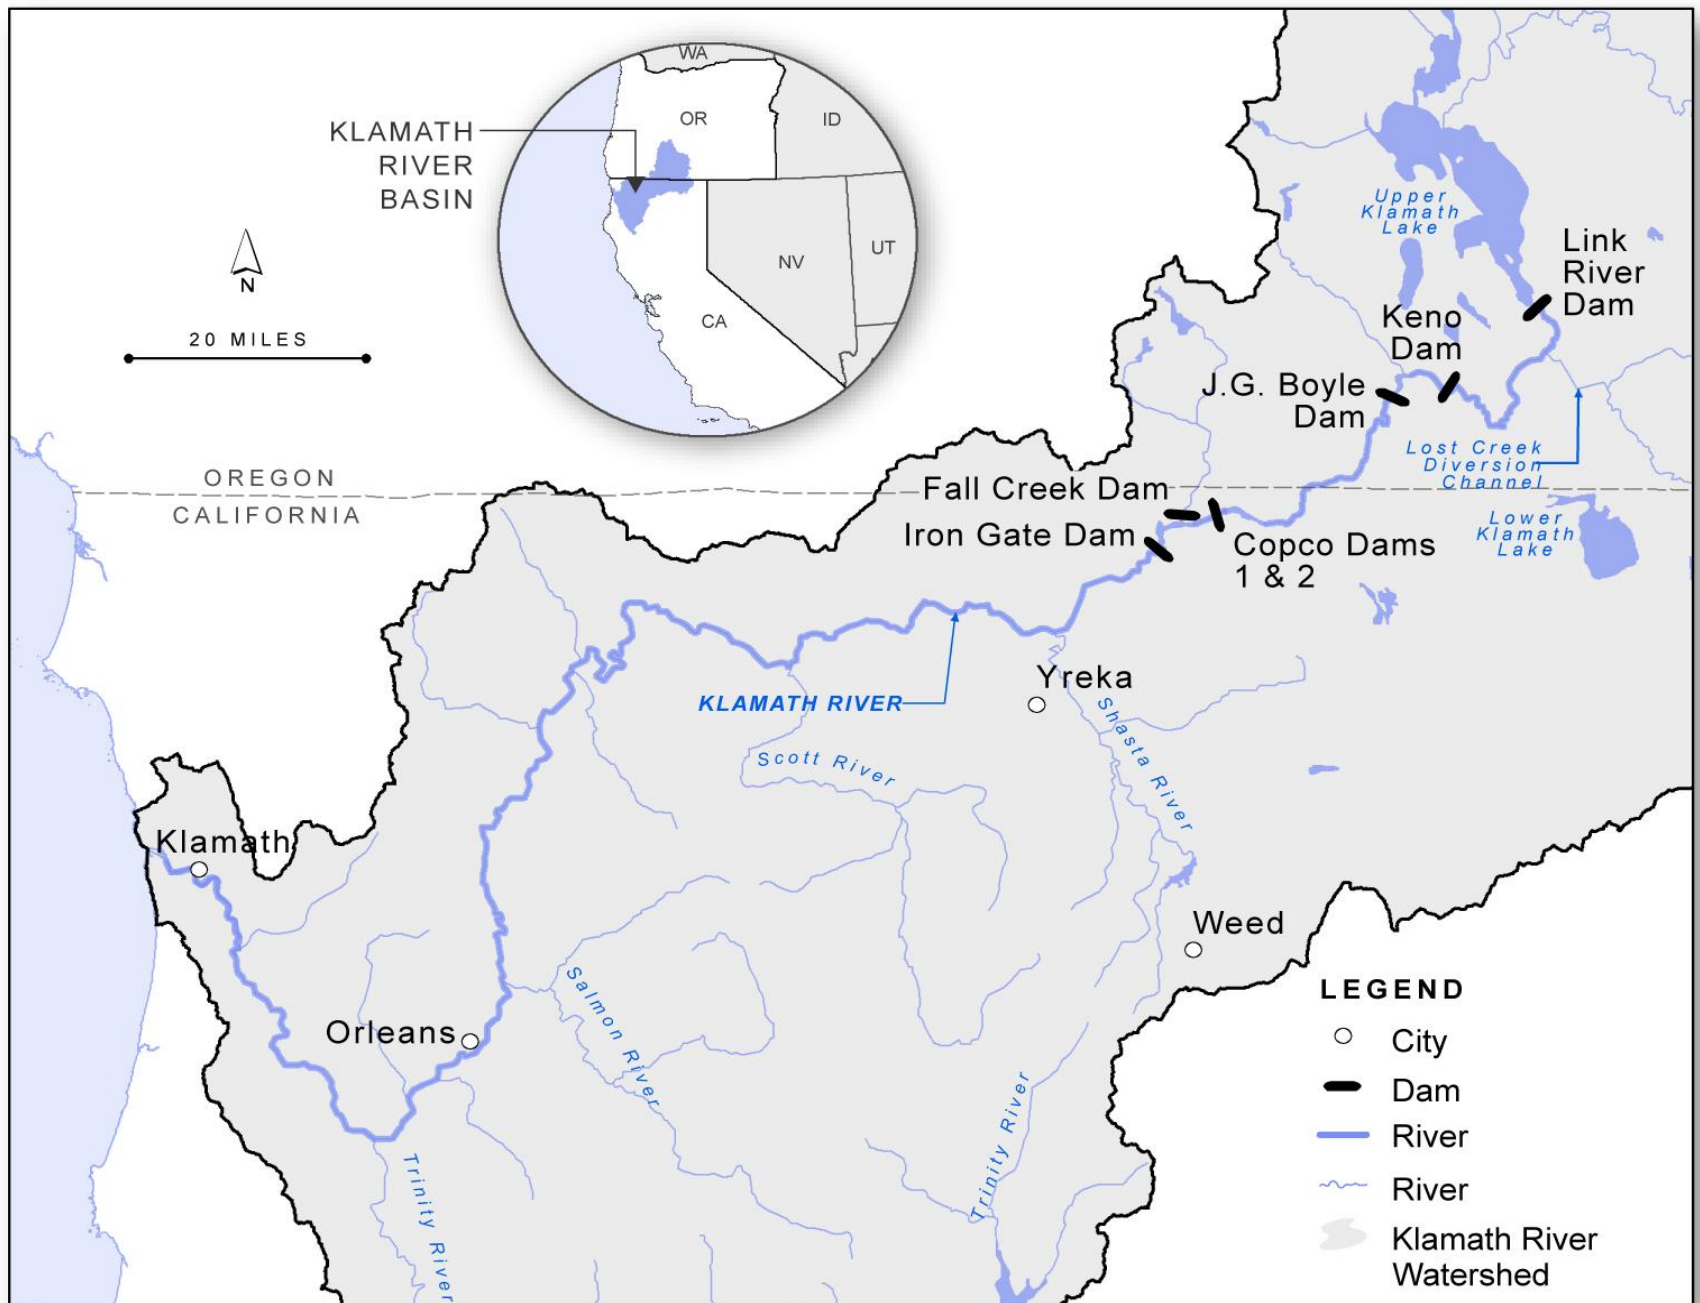 WA
OR
ID
KLAMATH
RIVER
BASIN
NV
UT
CA
N
20 MILES
Upper
Klamath
Lake
Link
River
Dam
Keno
Dam
J.G. Boyle
Dam
Lost Creek
Diversion
Channel
OREGON
CALIFORNIA
Fall Creek Dam
Iron Gate Dam
Copco Dams
1 & 2
Lower
Klamath
Lake
KLAMATH RIVER
Yreka
Shasta River
Scott River
Klamath
Weed
Salmon River
Orleans
Trinity River
Trinity River
LEGEND
City
Dam
River
River
Klamath River
Watershed